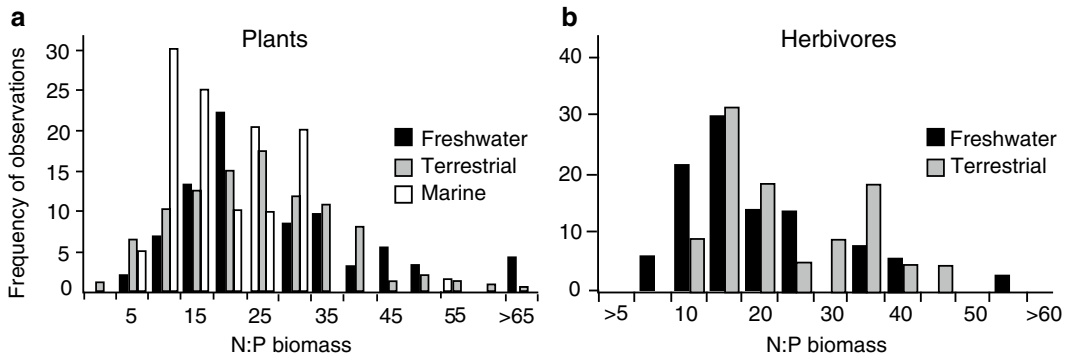 a
Plants
Frequency of observations
30
25
20
15
10
5
0
Freshwater
Terrestrial
Marine
5 15 25 35 45 55 >65
N:P biomass
b
Herbivores
40
30
20
10
0
Freshwater
Terrestrial
>5 10 20 30 40 50 >60
N:P biomass